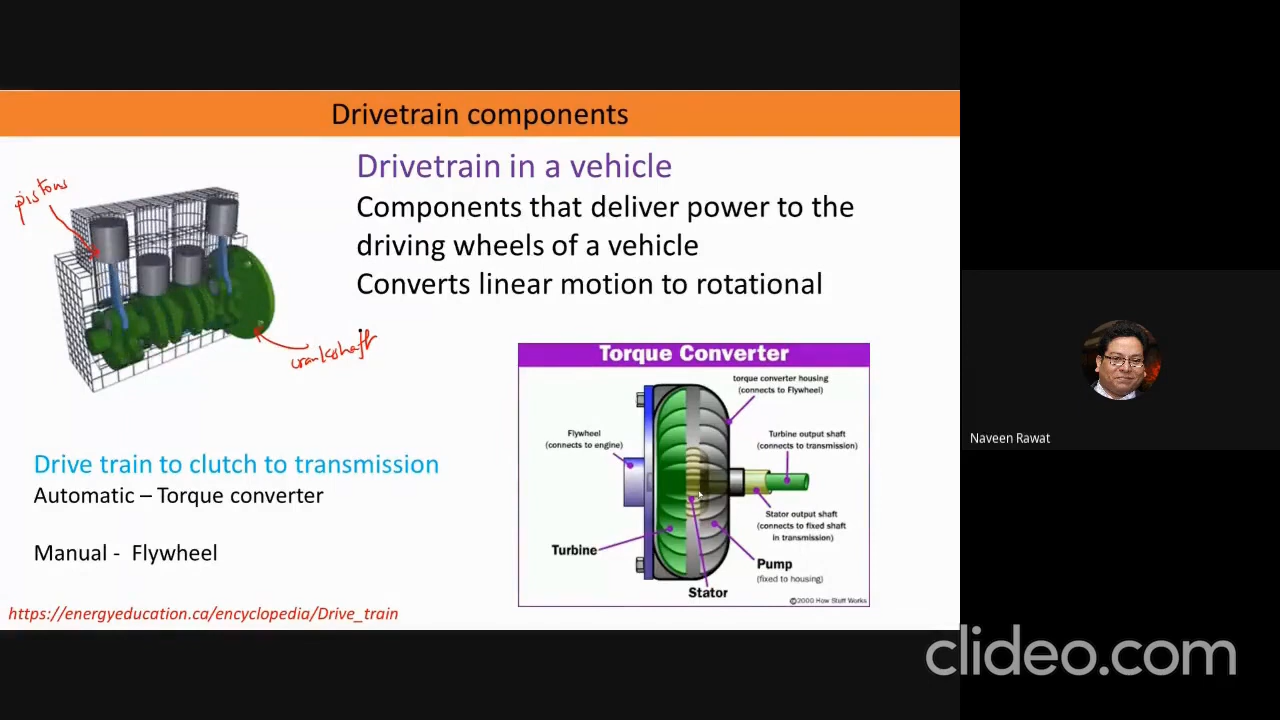 Drivetrain components
pistons
Drivetrain in a vehicle
Components that deliver power to the
driving wheels of a vehicle
Converts linear motion to rotational
crankshaft
Torque Converter
torque converter housing
(connects to Flywheel)
Flywheel
(connects to engine)
Turbine output shaft
(connects to transmission)
Stator output shaft
(connects to fixed shaft
in transmission)
Turbine
Pump
(fixed to housing)
Stator
©2000 How Stuff Works
Drive train to clutch to transmission
Automatic – Torque converter
Manual - Flywheel
https://energyeducation.ca/encyclopedia/Drive_train
Naveen Rawat
clideo.com